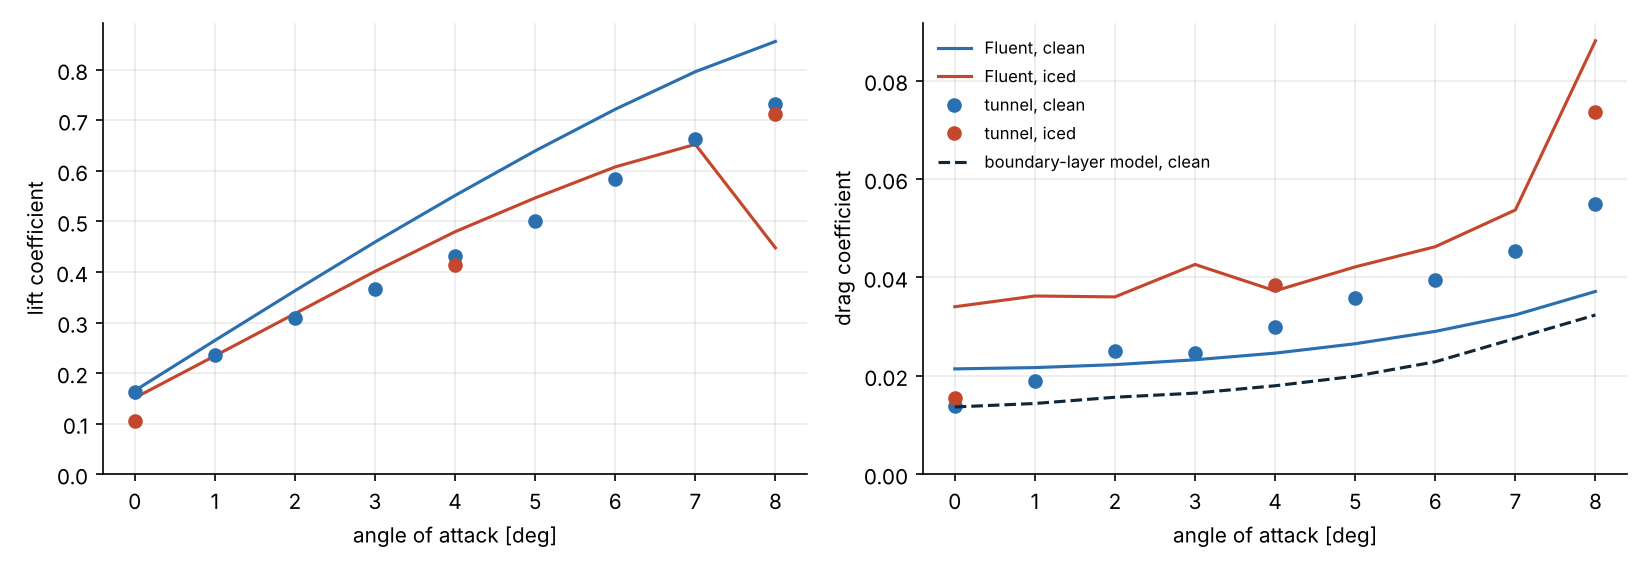 lift coefficient
0.8
0.7
0.6
0.5
0.4
0.3
0.2
0.1
0.0
0 1 2 3 4 5 6 7 8
angle of attack [deg]
drag coefficient
0.08
0.06
0.04
0.02
0.00
Fluent, clean
Fluent, iced
tunnel, clean
tunnel, iced
boundary-layer model, clean
0 1 2 3 4 5 6 7 8
angle of attack [deg]